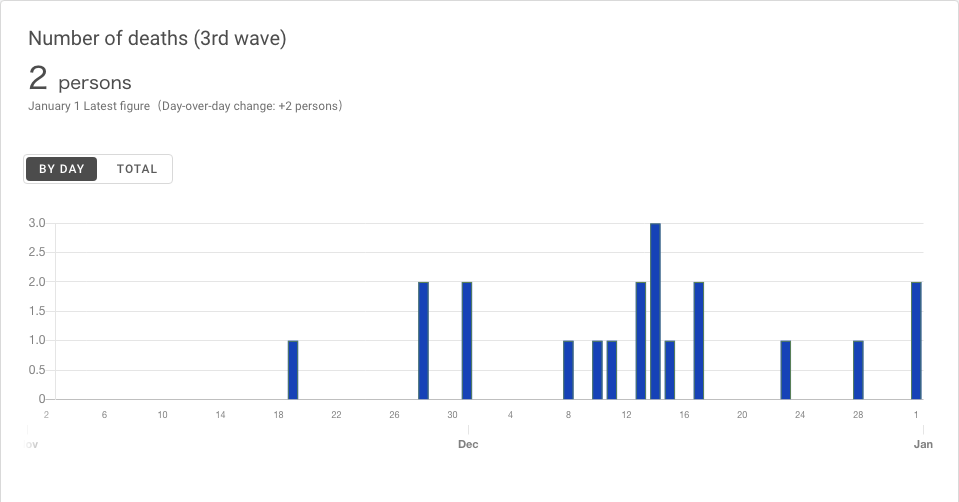 Number of deaths (3rd wave)
2 persons
January 1 Latest figure (Day-over-day change: +2 persons)
BY DAY TOTAL
3.0
2.5
2.0
1.5
1.0
0.5
0
2 6 10 14 18 22 26 30 4 8 12 16 20 24 28 1
ov Dec Jan